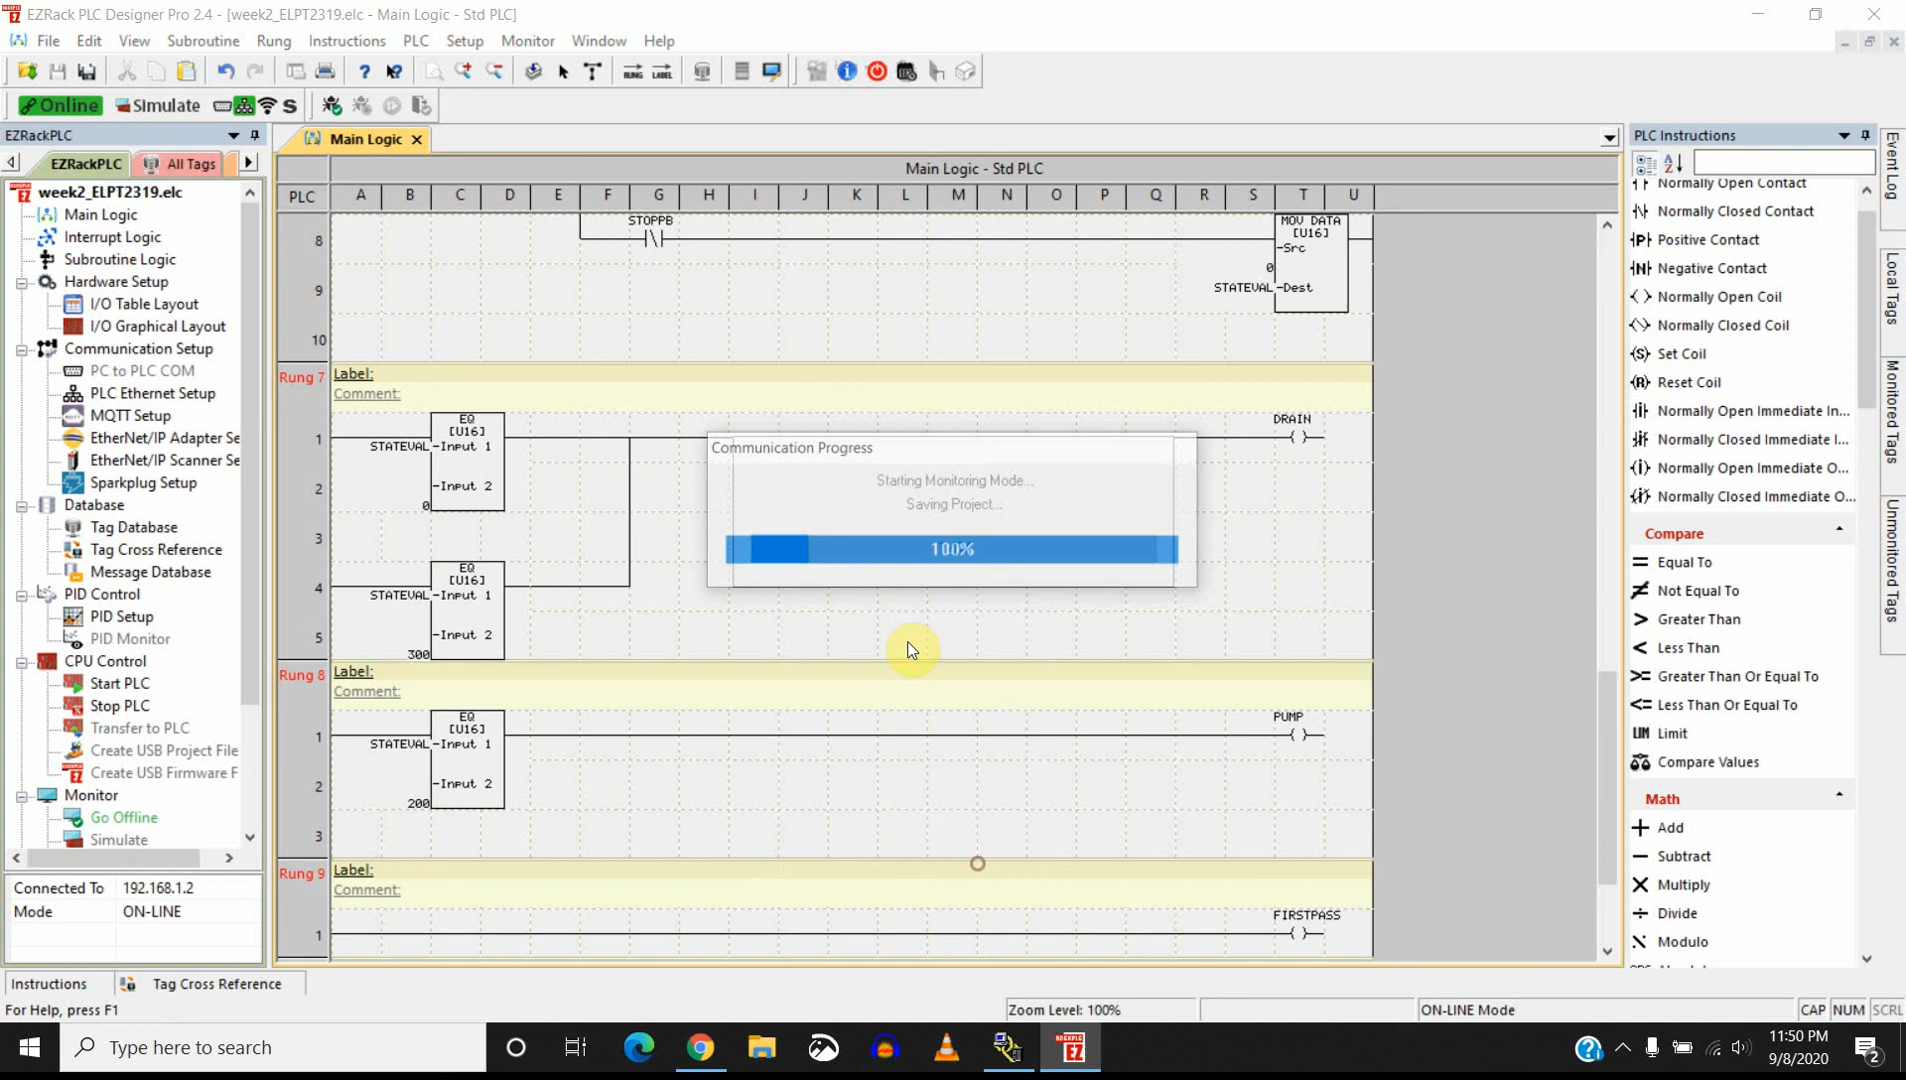 EZRack PLC Designer Pro 2.4 - [week2_ELPT2319.elc - Main Logic - Std PLC]
File Edit View Subroutine Rung Instructions PLC Setup Monitor Window Help
RUNG LABEL
Online Simulate S
EZRackPLC
EZRackPLC All Tags
week2_ELPT2319.elc
Main Logic
Interrupt Logic
Subroutine Logic
Hardware Setup
I/O Table Layout
I/O Graphical Layout
Communication Setup
PC to PLC COM
PLC Ethernet Setup
MQTT Setup
EtherNet/IP Adapter Se
EtherNet/IP Scanner Se
Sparkplug Setup
Database
Tag Database
Tag Cross Reference
Message Database
PID Control
PID Setup
PID Monitor
CPU Control
Start PLC
Stop PLC
Transfer to PLC
Create USB Project File
Create USB Firmware F
Monitor
Go Offline
Simulate
Connected To 192.168.1.2
Mode ON-LINE
Main Logic
Main Logic - Std PLC
PLC A B C D E F G H I J K L M N O P Q R S T U
STOPPB
MOV DATA
[U16]
8
-Src
0
9
STATEVAL -Dest
10
Rung 7 Label:
Comment:
EQ
[U16]
DRAIN
1
STATEVAL -Input 1
2
-Input 2
0
3
EQ
[U16]
4
STATEVAL -Input 1
5
-Input 2
300
Communication Progress
Starting Monitoring Mode...
Saving Project...
100%
Rung 8 Label:
Comment:
EQ
[U16]
PUMP
1
STATEVAL -Input 1
2
-Input 2
200
3
Rung 9 Label:
Comment:
FIRSTPASS
1
PLC Instructions
Normally Open Contact
Normally Closed Contact
Positive Contact
Negative Contact
Normally Open Coil
Normally Closed Coil
Set Coil
Reset Coil
Normally Open Immediate In...
Normally Closed Immediate I...
Normally Open Immediate O...
Normally Closed Immediate O...
Compare
Equal To
Not Equal To
Greater Than
Less Than
Greater Than Or Equal To
Less Than Or Equal To
Limit
Compare Values
Math
Add
Subtract
Multiply
Divide
Modulo
Event Log
Local Tags
Monitored Tags
Unmonitored Tags
Instructions Tag Cross Reference
For Help, press F1 Zoom Level: 100% ON-LINE Mode CAP NUM SCRL
Type here to search
11:50 PM
9/8/2020
2